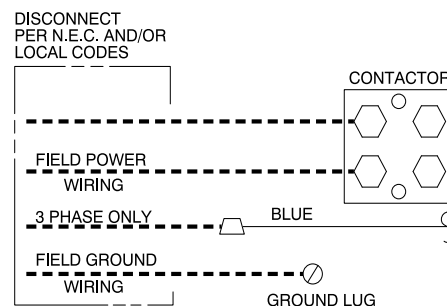 DISCONNECT
PER N.E.C. AND/OR
LOCAL CODES
CONTACTOR
FIELD POWER
WIRING
3 PHASE ONLY
BLUE
FIELD GROUND
WIRING
GROUND LUG